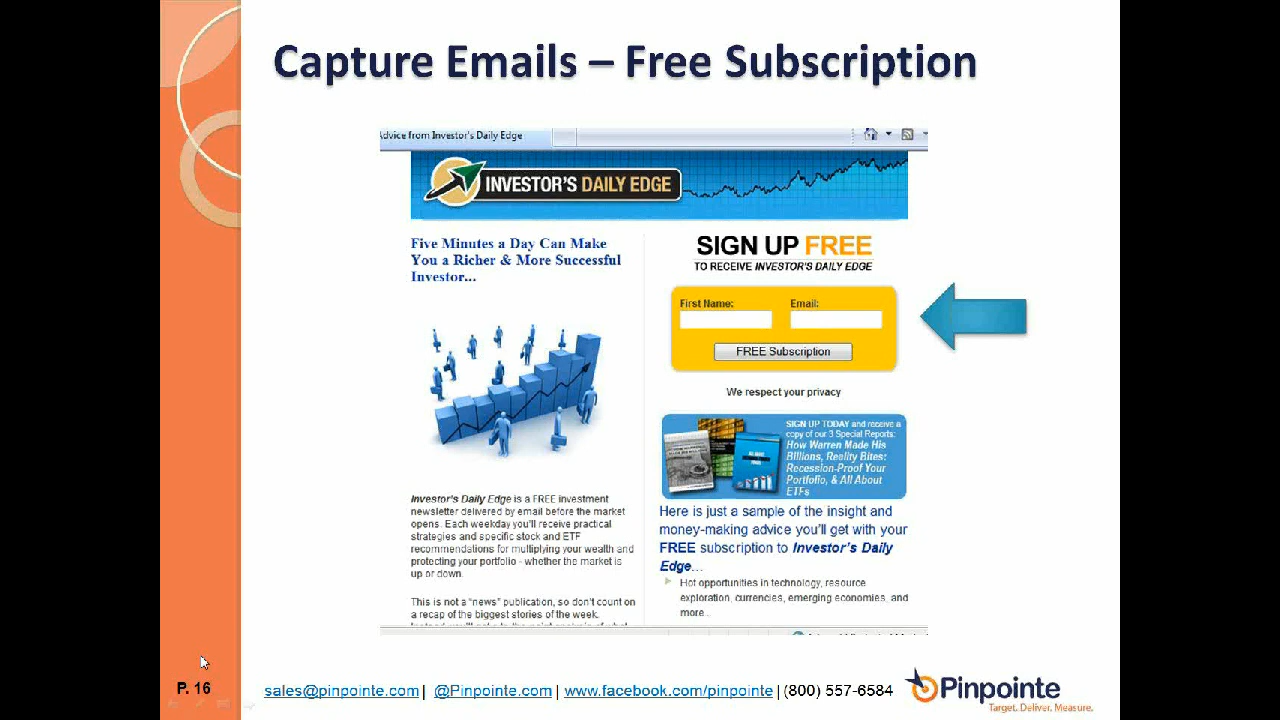 Capture Emails – Free Subscription
Advice from Investor's Daily Edge
INVESTOR'S DAILY EDGE
Five Minutes a Day Can Make
You a Richer & More Successful
Investor...
Investor's Daily Edge is a FREE investment
newsletter delivered by email before the market
opens. Each weekday you'll receive practical
strategies and specific stock and ETF
recommendations for multiplying your wealth and
protecting your portfolio - whether the market is
up or down.
This is not a "news" publication, so don't count on
a recap of the biggest stories of the week.
SIGN UP FREE
TO RECEIVE INVESTOR'S DAILY EDGE
First Name: Email:
FREE Subscription
We respect your privacy
SIGN UP TODAY and receive a
copy of our 3 Special Reports:
How Warren Made His
Billions, Reality Bites:
Recession-Proof Your
Portfolio, & All About
ETFs
Here is just a sample of the insight and
money-making advice you'll get with your
FREE subscription to Investor's Daily
Edge...
Hot opportunities in technology, resource
exploration, currencies, emerging economies, and
more...
P. 16
sales@pinpointe.com | @Pinpointe.com | www.facebook.com/pinpointe | (800) 557-6584
Pinpointe
Target. Deliver. Measure.